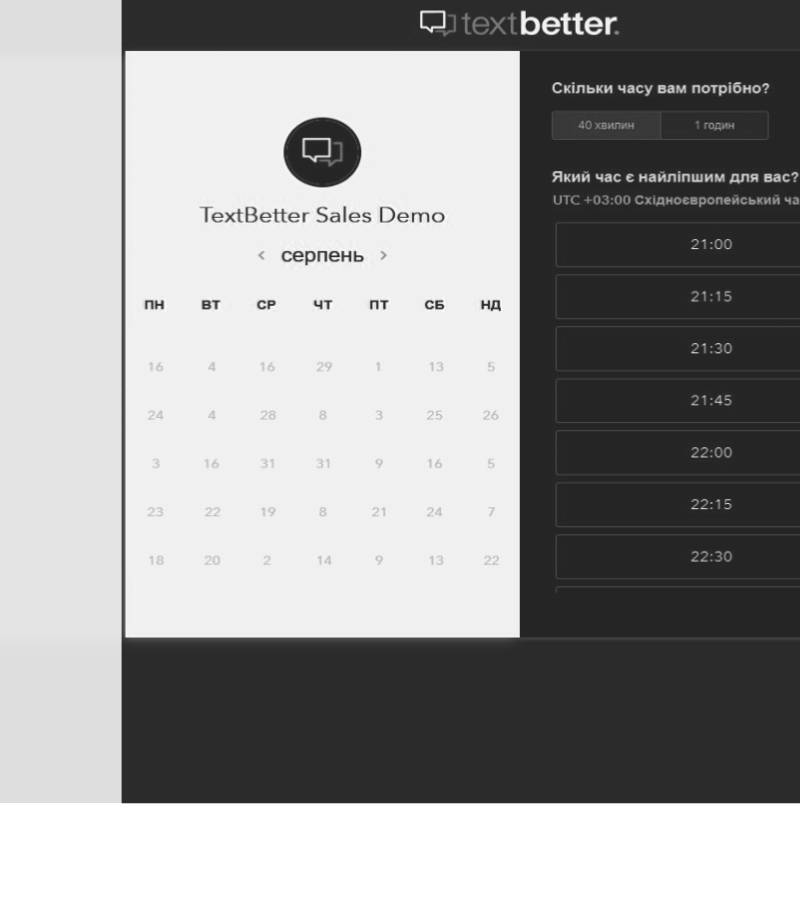 textbetter.
TextBetter Sales Demo
< серпень >
ПН ВТ СР ЧТ ПТ СБ НД
16 4 16 29 1 13 5
24 4 28 8 3 25 26
3 16 31 31 9 16 5
23 22 19 8 21 24 7
18 20 2 14 9 13 22
Скільки часу вам потрібно?
40 хвилин 1 годин
Який час є найліпшим для вас?
UTC +03:00 Східноєвропейський ча
21:00
21:15
21:30
21:45
22:00
22:15
22:30